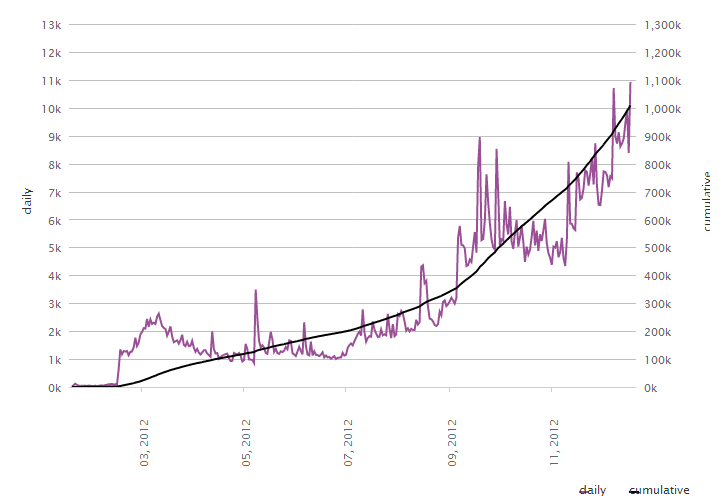 13k
1,300k
12k
1,200k
11k
1,100k
10k
1,000k
9k
900k
8k
800k
7k
700k
6k
600k
5k
500k
4k
400k
3k
300k
2k
200k
1k
100k
0k
0k
daily
cumulative
03, 2012
05, 2012
07, 2012
09, 2012
11, 2012
daily
cumulative